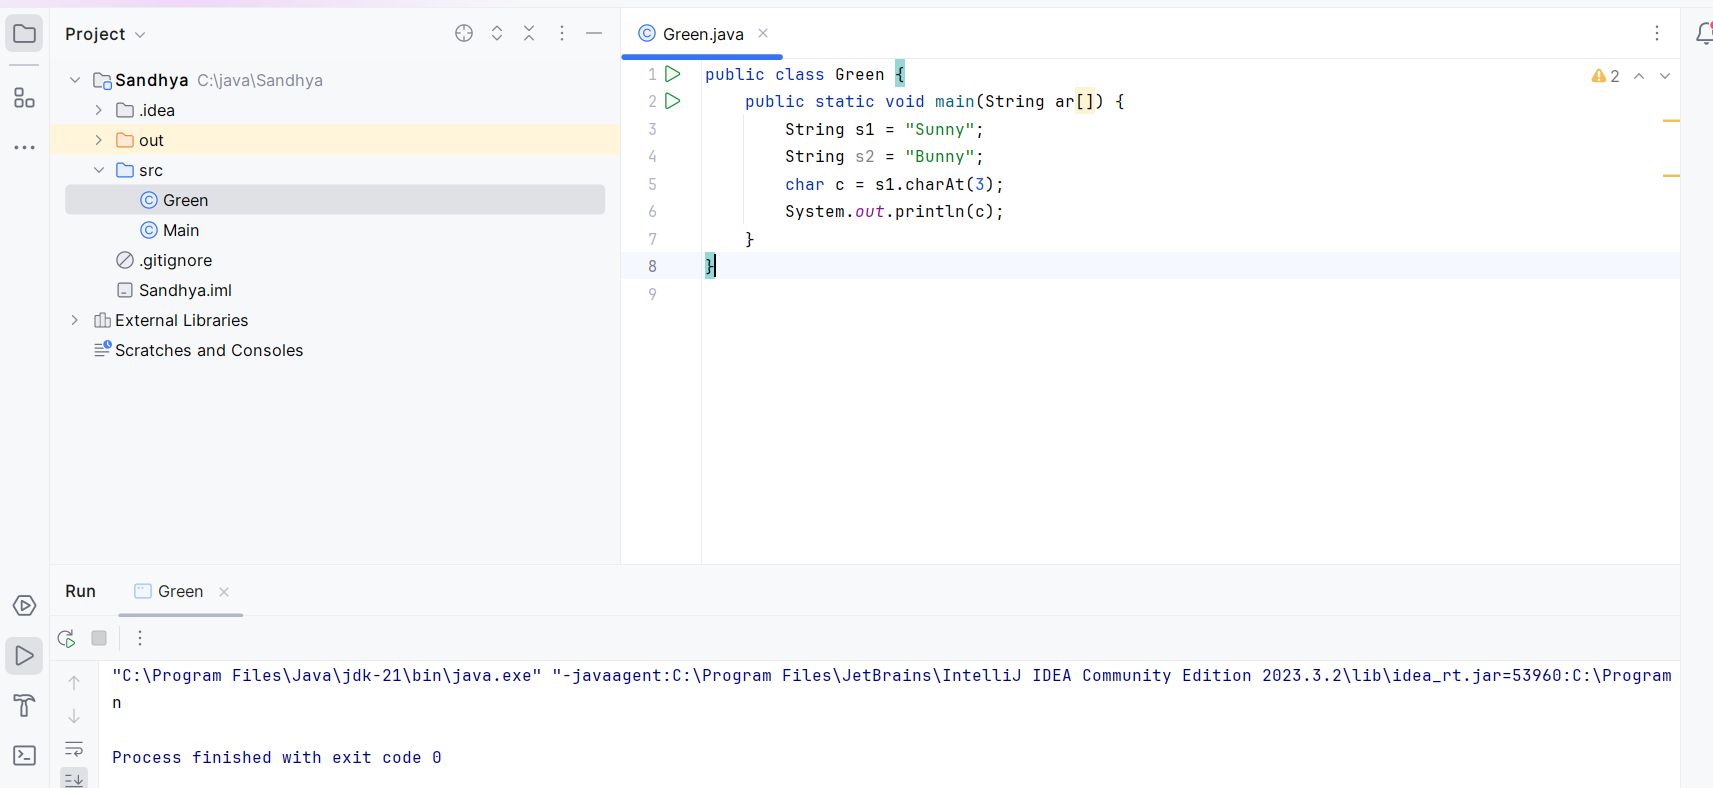 Project
Sandhya C:\java\Sandhya
.idea
out
src
Green
Main
.gitignore
Sandhya.iml
External Libraries
Scratches and Consoles
Green.java
2
1 public class Green {
2     public static void main(String ar[]) {
3         String s1 = "Sunny";
4         String s2 = "Bunny";
5         char c = s1.charAt(3);
6         System.out.println(c);
7     }
8 }
9
Run Green
"C:\Program Files\Java\jdk-21\bin\java.exe" "-javaagent:C:\Program Files\JetBrains\IntelliJ IDEA Community Edition 2023.3.2\lib\idea_rt.jar=53960:C:\Program
n
Process finished with exit code 0